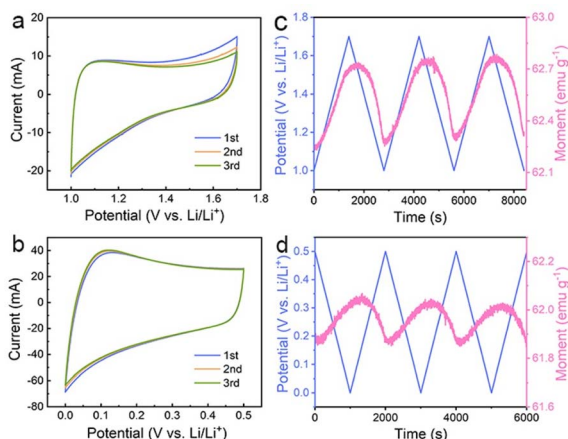 a
20
10
0
-10
-20
Current (mA)
1st
2nd
3rd
1.0 1.2 1.4 1.6 1.8
Potential (V vs. Li/Li⁺)
b
40
20
0
-20
-40
-60
-80
Current (mA)
1st
2nd
3rd
0.0 0.1 0.2 0.3 0.4 0.5
Potential (V vs. Li/Li⁺)
c
1.8
1.6
1.4
1.2
1.0
Potential (V vs. Li/Li⁺)
63.0
62.7
62.4
62.1
Moment (emu g⁻¹)
0 2000 4000 6000 8000
Time (s)
d
0.5
0.4
0.3
0.2
0.1
0.0
Potential (V vs. Li/Li⁺)
62.2
62.0
61.8
61.6
Moment (emu g⁻¹)
0 1000 2000 3000 4000 5000 6000
Time (s)